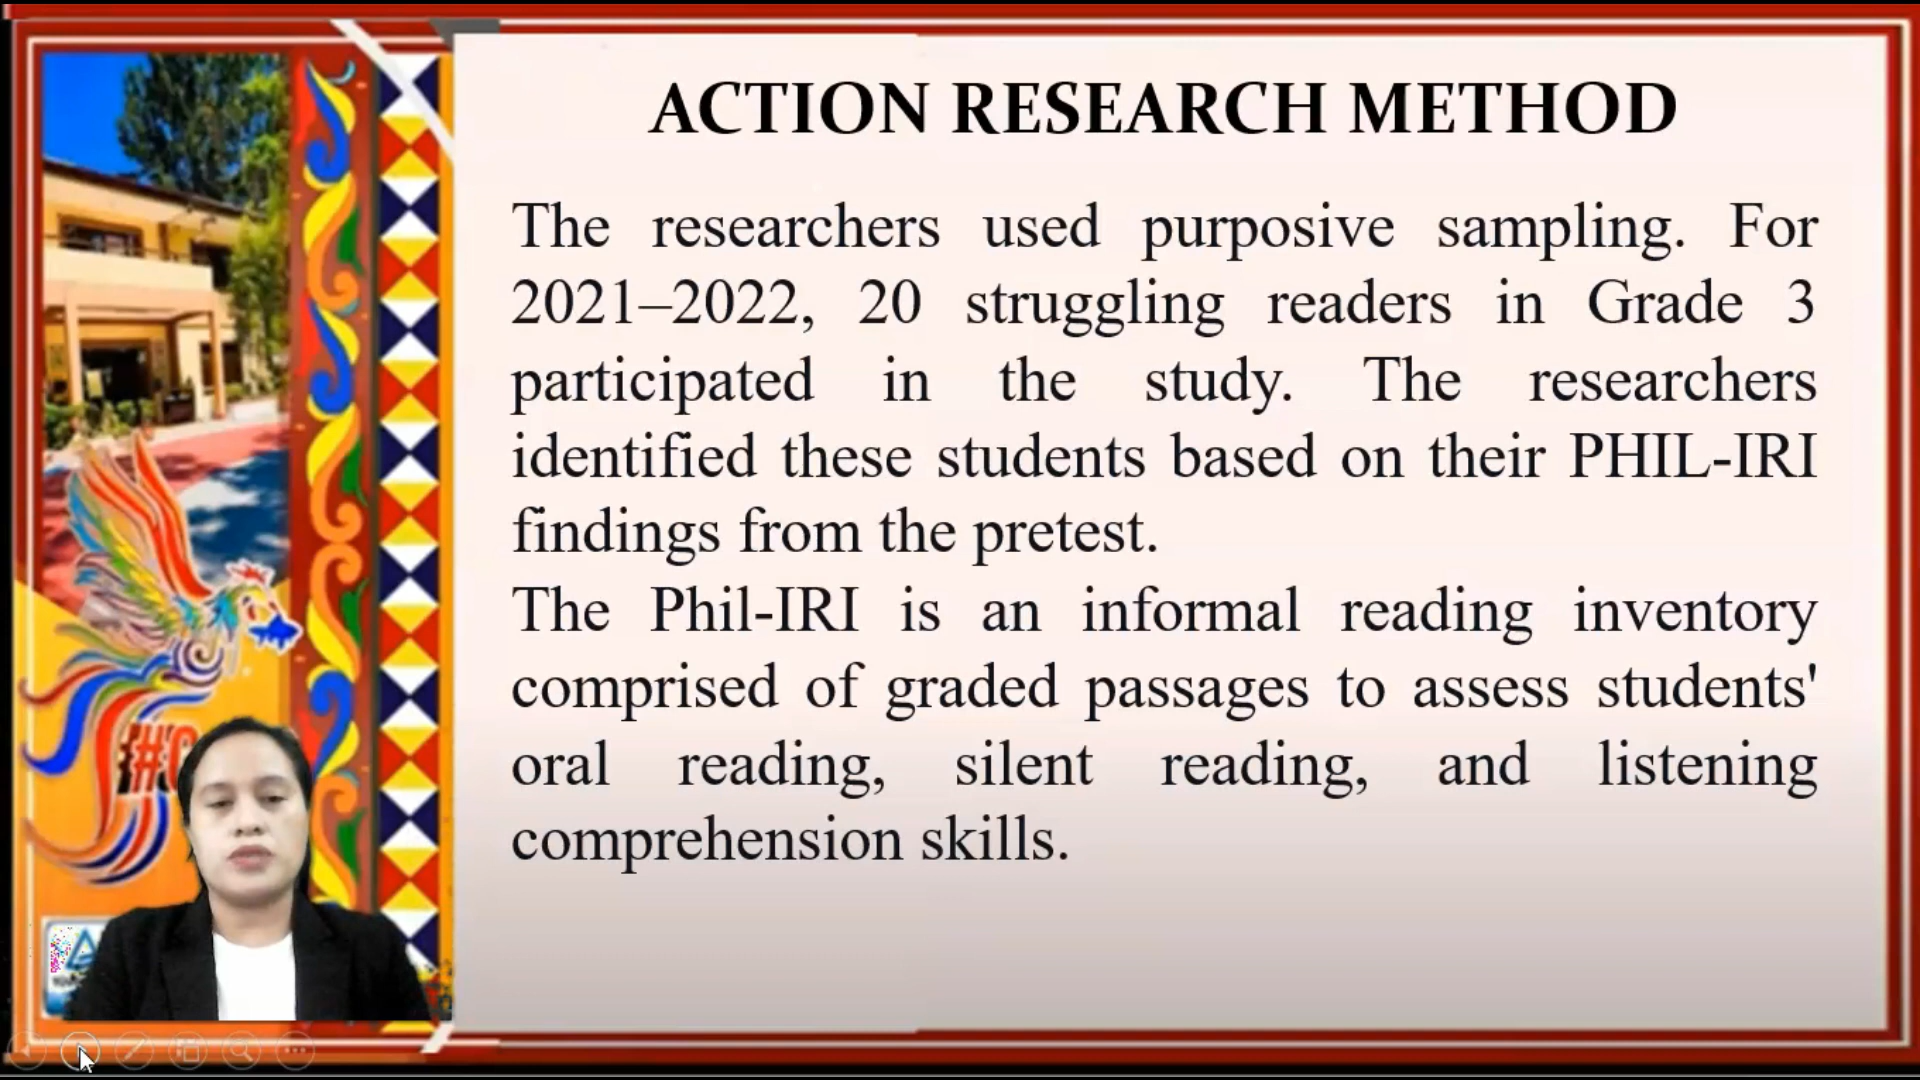 ACTION RESEARCH METHOD
The researchers used purposive sampling. For
2021–2022, 20 struggling readers in Grade 3
participated in the study. The researchers
identified these students based on their PHIL-IRI
findings from the pretest.
The Phil-IRI is an informal reading inventory
comprised of graded passages to assess students'
oral reading, silent reading, and listening
comprehension skills.